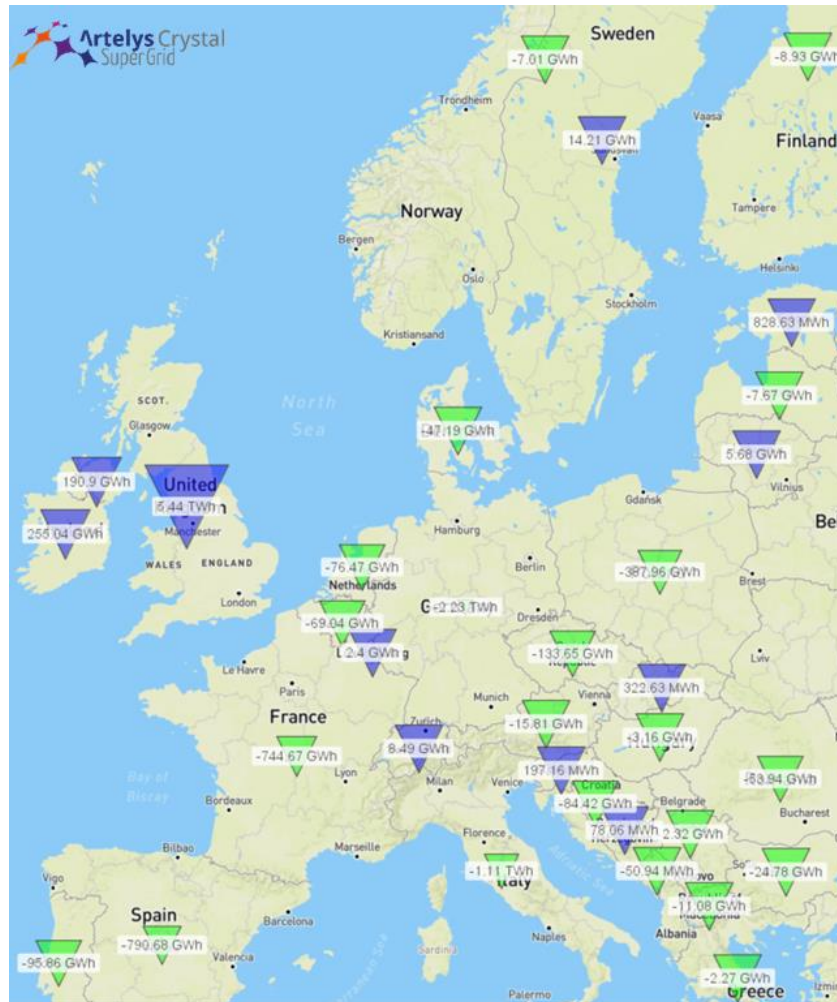 Artelys Crystal
SuperGrid
Sweden
-7.01 GWh
-8.93 GWh
Trondheim
Vaasa
14.21 GWh
Finland
Tampere
Norway
Bergen
Helsinki
Oslo
Stockholm
828.63 MWh
Kristiansand
SCOT.
-7.67 GWh
North
Sea
Glasgow
-47.19 GWh
5.68 GWh
190.9 GWh
United
Vilnius
5.44 TWh
Gdańsk
Hamburg
255.04 GWh
Manchester
WALES
ENGLAND
-76.47 GWh
Berlin
-387.96 GWh
Brest
Netherlands
London
-2.23 TWh
Dresden
-69.04 GWh
2.4 GWh
-133.65 GWh
Lviv
Le Havre
Paris
322.63 MWh
Munich
Vienna
France
-15.81 GWh
-3.16 GWh
Zurich
8.49 GWh
-744.67 GWh
197.16 MWh
Lyon
Milan
Venice
Croatia
Bay of
Biscay
-84.42 GWh
Belgrade
Bordeaux
Bucharest
78.06 MWh
2.32 GWh
Florence
Bilbao
Marseille
Adriatic Sea
-50.94 MWh
-24.78 GWh
Vigo
-1.11 TWh
Italy
Spain
Barcelona
-11.08 GWh
Albania
-790.68 GWh
Sardinia
Naples
-95.86 GWh
Valencia
-2.27 GWh
Palermo
Greece